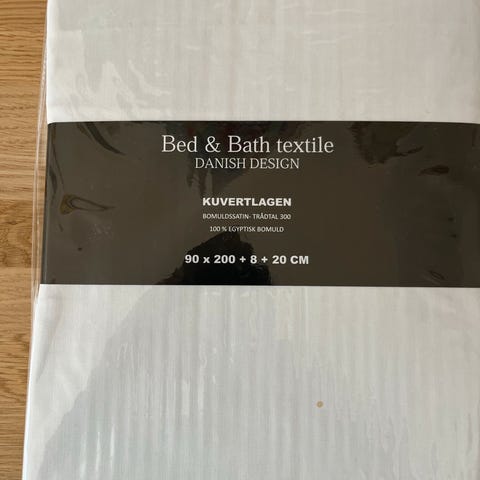 Bed & Bath textile
DANISH DESIGN
KUVERTLAGEN
BOMULDSSATIN- TRÅDTAL 300
100 % EGYPTISK BOMULD
90 x 200 + 8 + 20 CM